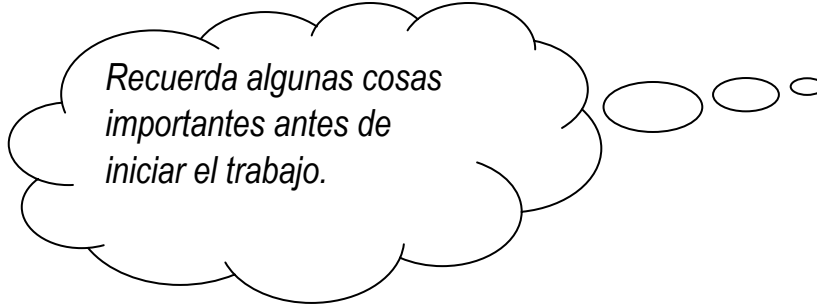 Recuerda algunas cosas
importantes antes de
iniciar el trabajo.